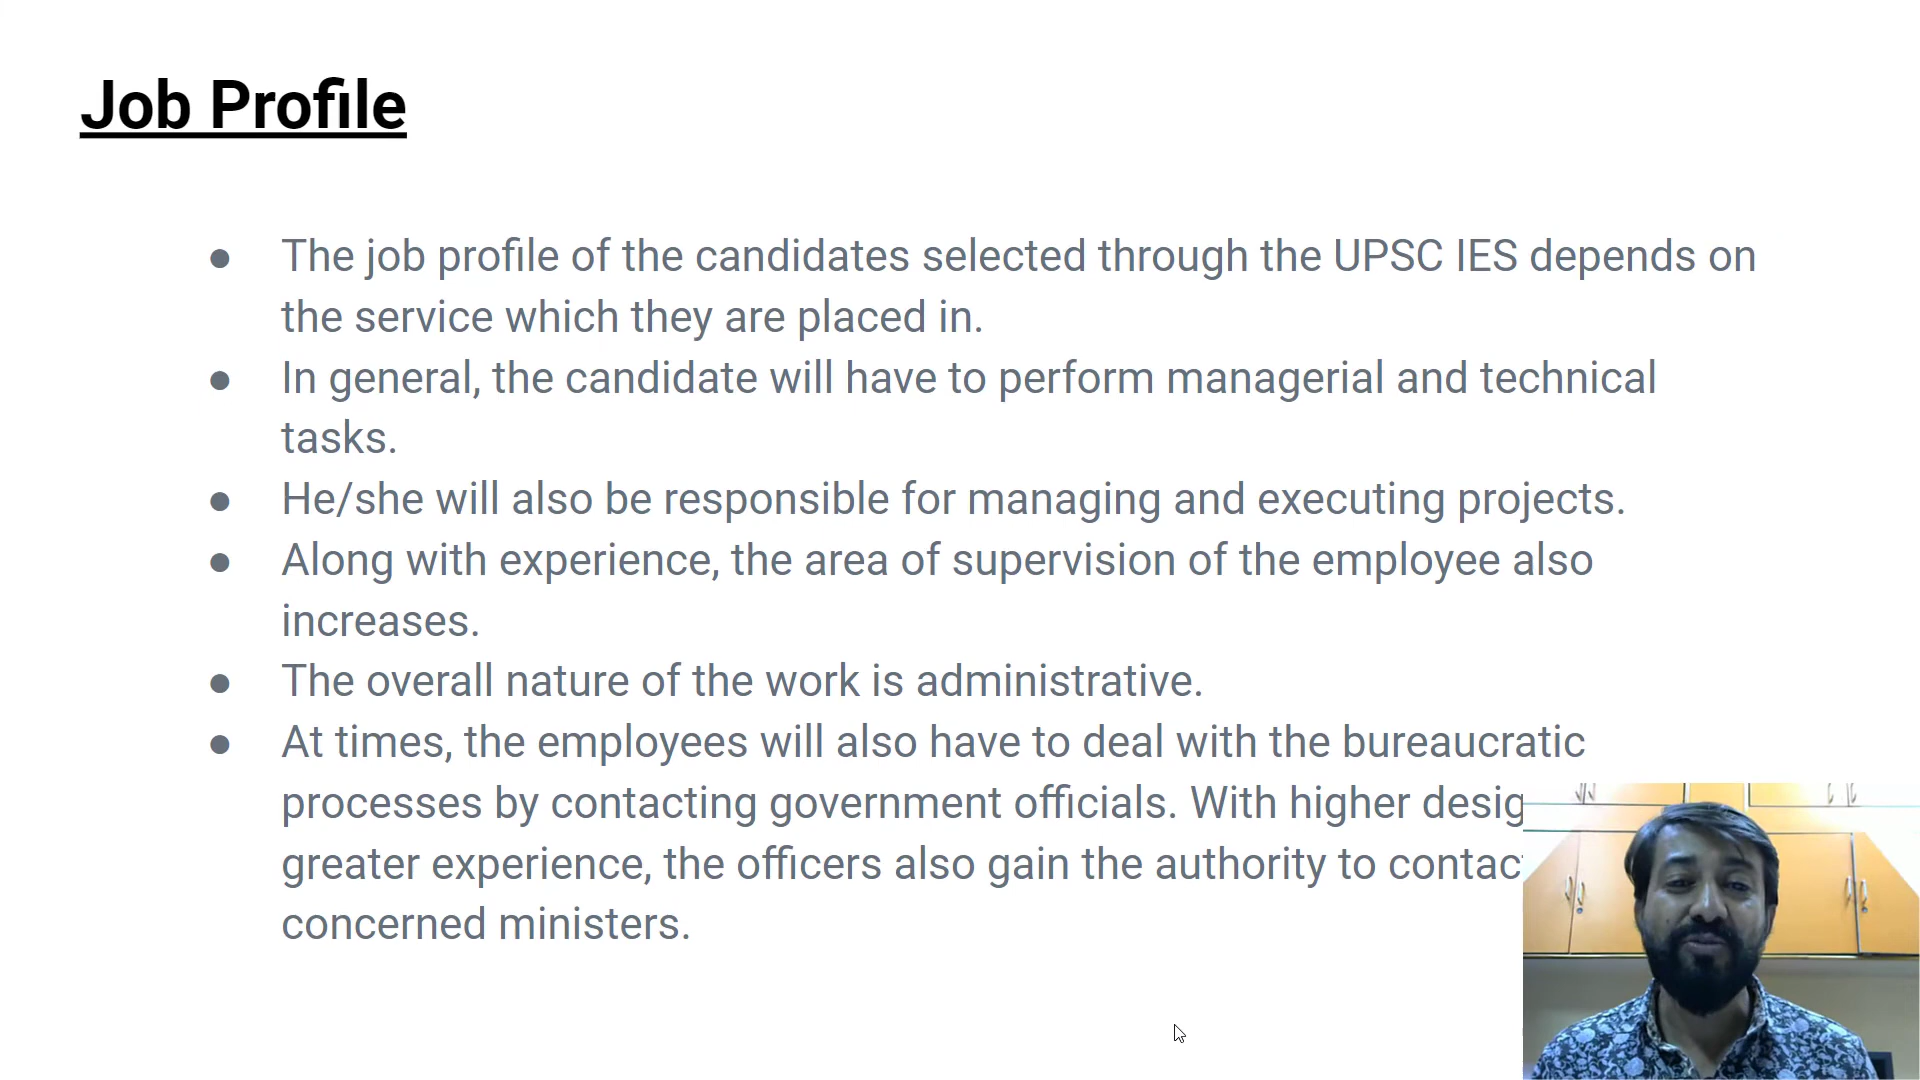 Job Profile
● The job profile of the candidates selected through the UPSC IES depends on
the service which they are placed in.
● In general, the candidate will have to perform managerial and technical
tasks.
● He/she will also be responsible for managing and executing projects.
● Along with experience, the area of supervision of the employee also
increases.
● The overall nature of the work is administrative.
● At times, the employees will also have to deal with the bureaucratic
processes by contacting government officials. With higher desig
greater experience, the officers also gain the authority to contac
concerned ministers.